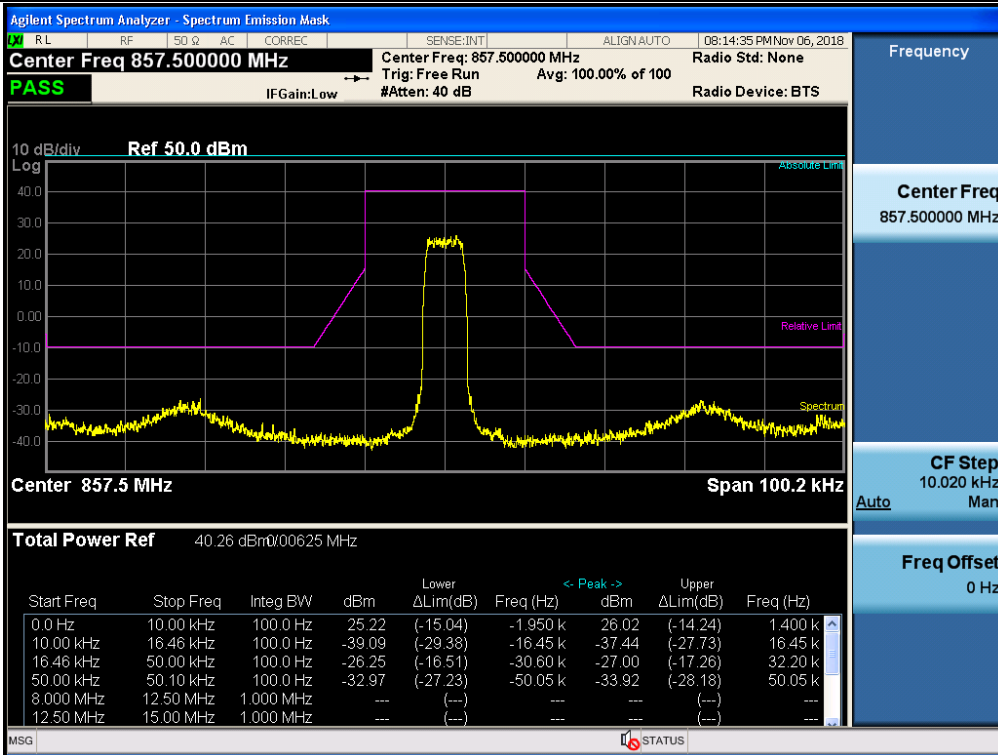 Agilent Spectrum Analyzer - Spectrum Emission Mask
LXI RL RF 50 Ω AC CORREC SENSE:INT ALIGN AUTO 08:14:35 PM Nov 06, 2018
Center Freq 857.500000 MHz
Center Freq: 857.500000 MHz Radio Std: None
Trig: Free Run Avg: 100.00% of 100
PASS
IFGain:Low #Atten: 40 dB Radio Device: BTS
10 dB/div Ref 50.0 dBm
Log
Absolute Limit
40.0
30.0
20.0
10.0
0.00
Relative Limit
-10.0
-20.0
-30.0
Spectrum
-40.0
Center 857.5 MHz Span 100.2 kHz
Total Power Ref 40.26 dBm/0.00625 MHz
Lower <- Peak -> Upper
Start Freq Stop Freq Integ BW dBm ΔLim(dB) Freq (Hz) dBm ΔLim(dB) Freq (Hz)
0.0 Hz 10.00 kHz 100.0 Hz 25.22 (-15.04) -1.950 k 26.02 (-14.24) 1.400 k
10.00 kHz 16.46 kHz 100.0 Hz -39.09 (-29.38) -16.45 k -37.44 (-27.73) 16.45 k
16.46 kHz 50.00 kHz 100.0 Hz -26.25 (-16.51) -30.60 k -27.00 (-17.26) 32.20 k
50.00 kHz 50.10 kHz 100.0 Hz -32.97 (-27.23) -50.05 k -33.92 (-28.18) 50.05 k
8.000 MHz 12.50 MHz 1.000 MHz --- (---) --- --- (---) ---
12.50 MHz 15.00 MHz 1.000 MHz --- (---) --- --- (---) ---
MSG STATUS
Frequency
Center Freq
857.500000 MHz
CF Step
10.020 kHz
Auto Man
Freq Offset
0 Hz